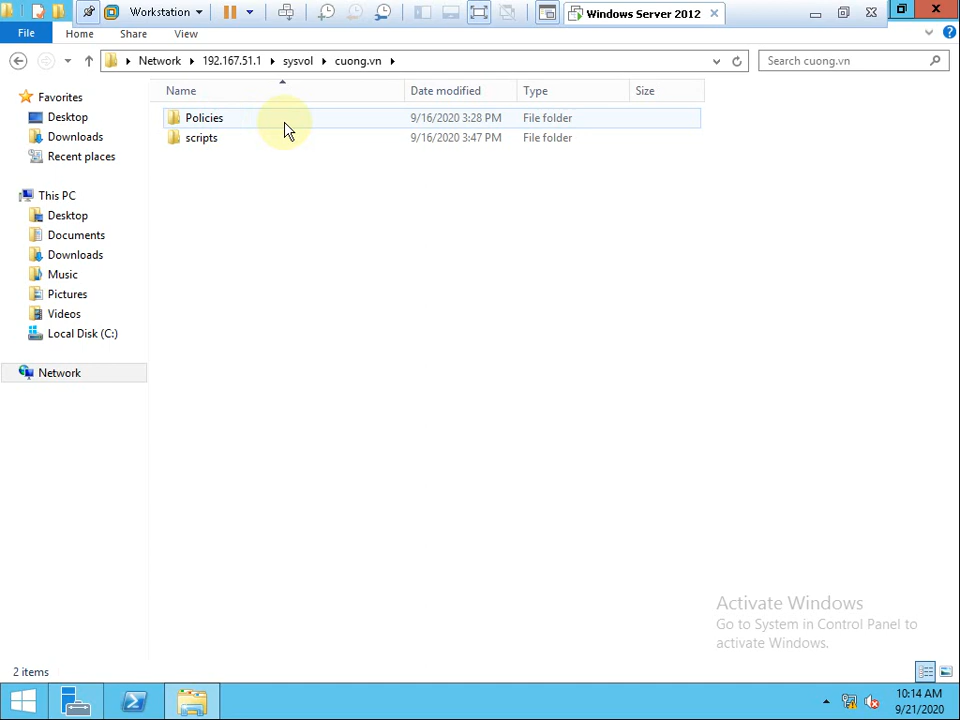 Workstation
Windows Server 2012
File Home Share View
Network 192.167.51.1 sysvol cuong.vn
Search cuong.vn
Name Date modified Type Size
Policies 9/16/2020 3:28 PM File folder
scripts 9/16/2020 3:47 PM File folder
Favorites
Desktop
Downloads
Recent places
This PC
Desktop
Documents
Downloads
Music
Pictures
Videos
Local Disk (C:)
Network
Activate Windows
Go to System in Control Panel to
activate Windows.
2 items
10:14 AM
9/21/2020